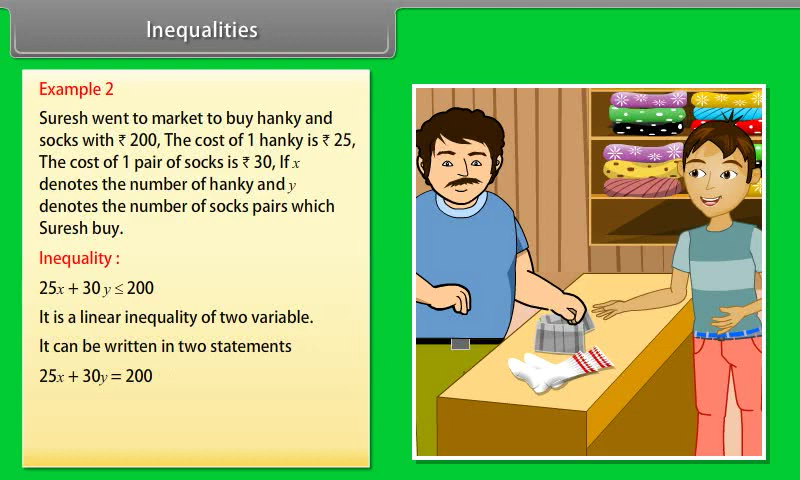 Inequalities
Example 2
Suresh went to market to buy hanky and
socks with ₹ 200, The cost of 1 hanky is ₹ 25,
The cost of 1 pair of socks is ₹ 30, If x
denotes the number of hanky and y
denotes the number of socks pairs which
Suresh buy.
Inequality :
25x + 30 y ≤ 200
It is a linear inequality of two variable.
It can be written in two statements
25x + 30y = 200